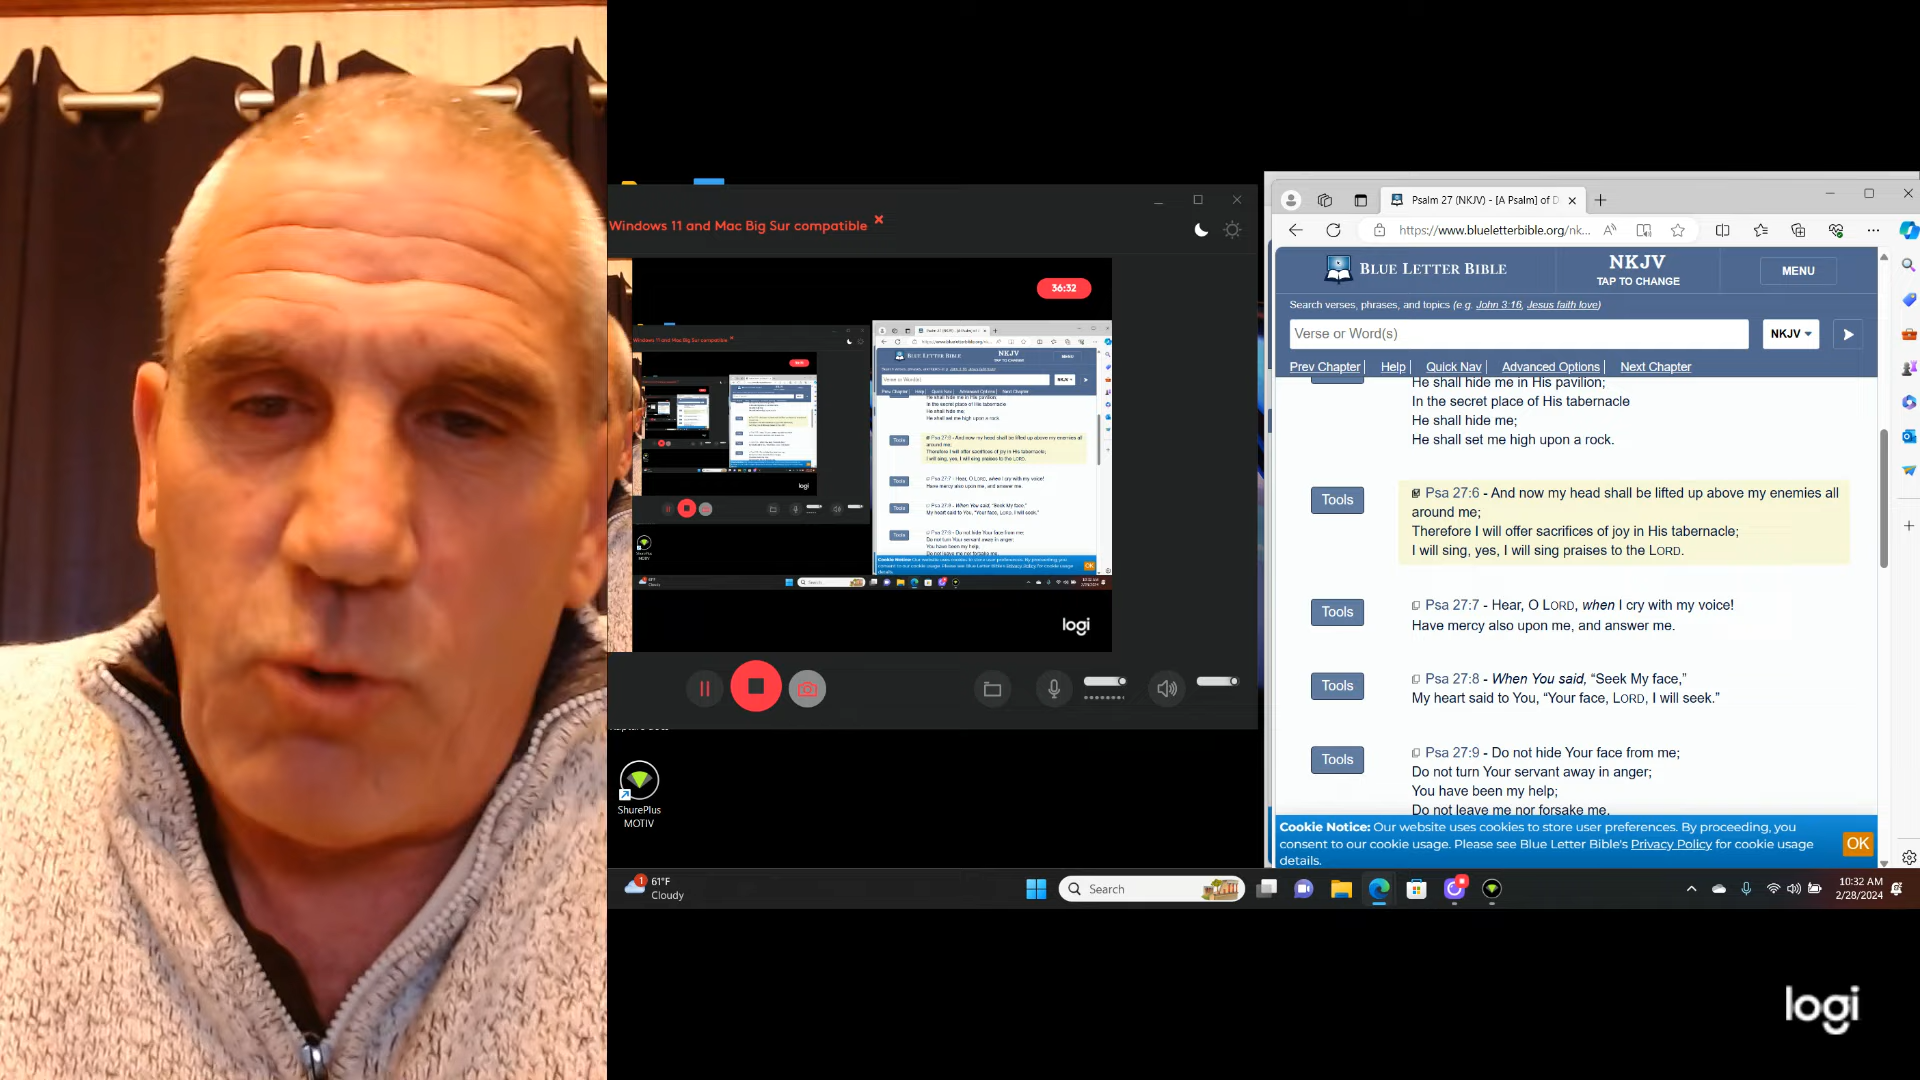 Windows 11 and Mac Big Sur compatible
36:32
logi
ShurePlus
MOTIV
61°F
Cloudy
Search
10:32 AM
2/28/2024
Psalm 27 (NKJV) - [A Psalm] of D
https://www.blueletterbible.org/nk...
BLUE LETTER BIBLE
NKJV
TAP TO CHANGE
MENU
Search verses, phrases, and topics (e.g. John 3:16, Jesus faith love)
Verse or Word(s)
NKJV
Prev Chapter | Help | Quick Nav | Advanced Options | Next Chapter
He shall hide me in His pavilion;
In the secret place of His tabernacle
He shall hide me;
He shall set me high upon a rock.
Tools
Psa 27:6 - And now my head shall be lifted up above my enemies all
around me;
Therefore I will offer sacrifices of joy in His tabernacle;
I will sing, yes, I will sing praises to the LORD.
Tools
Psa 27:7 - Hear, O LORD, when I cry with my voice!
Have mercy also upon me, and answer me.
Tools
Psa 27:8 - When You said, “Seek My face,”
My heart said to You, “Your face, LORD, I will seek.”
Tools
Psa 27:9 - Do not hide Your face from me;
Do not turn Your servant away in anger;
You have been my help;
Do not leave me nor forsake me,
Cookie Notice: Our website uses cookies to store user preferences. By proceeding, you
consent to our cookie usage. Please see Blue Letter Bible's Privacy Policy for cookie usage
details.
OK
logi